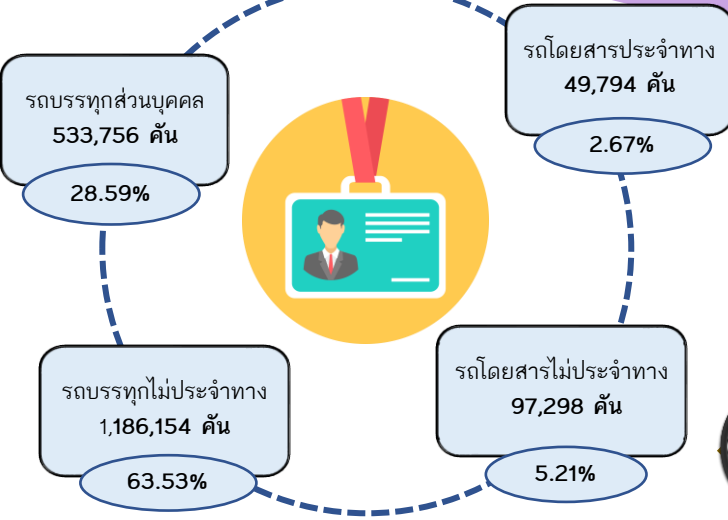 รถบรรทุกส่วนบุคคล
533,756 คัน
28.59%
รถโดยสารประจำทาง
49,794 คัน
2.67%
รถบรรทุกไม่ประจำทาง
1,186,154 คัน
63.53%
รถโดยสารไม่ประจำทาง
97,298 คัน
5.21%